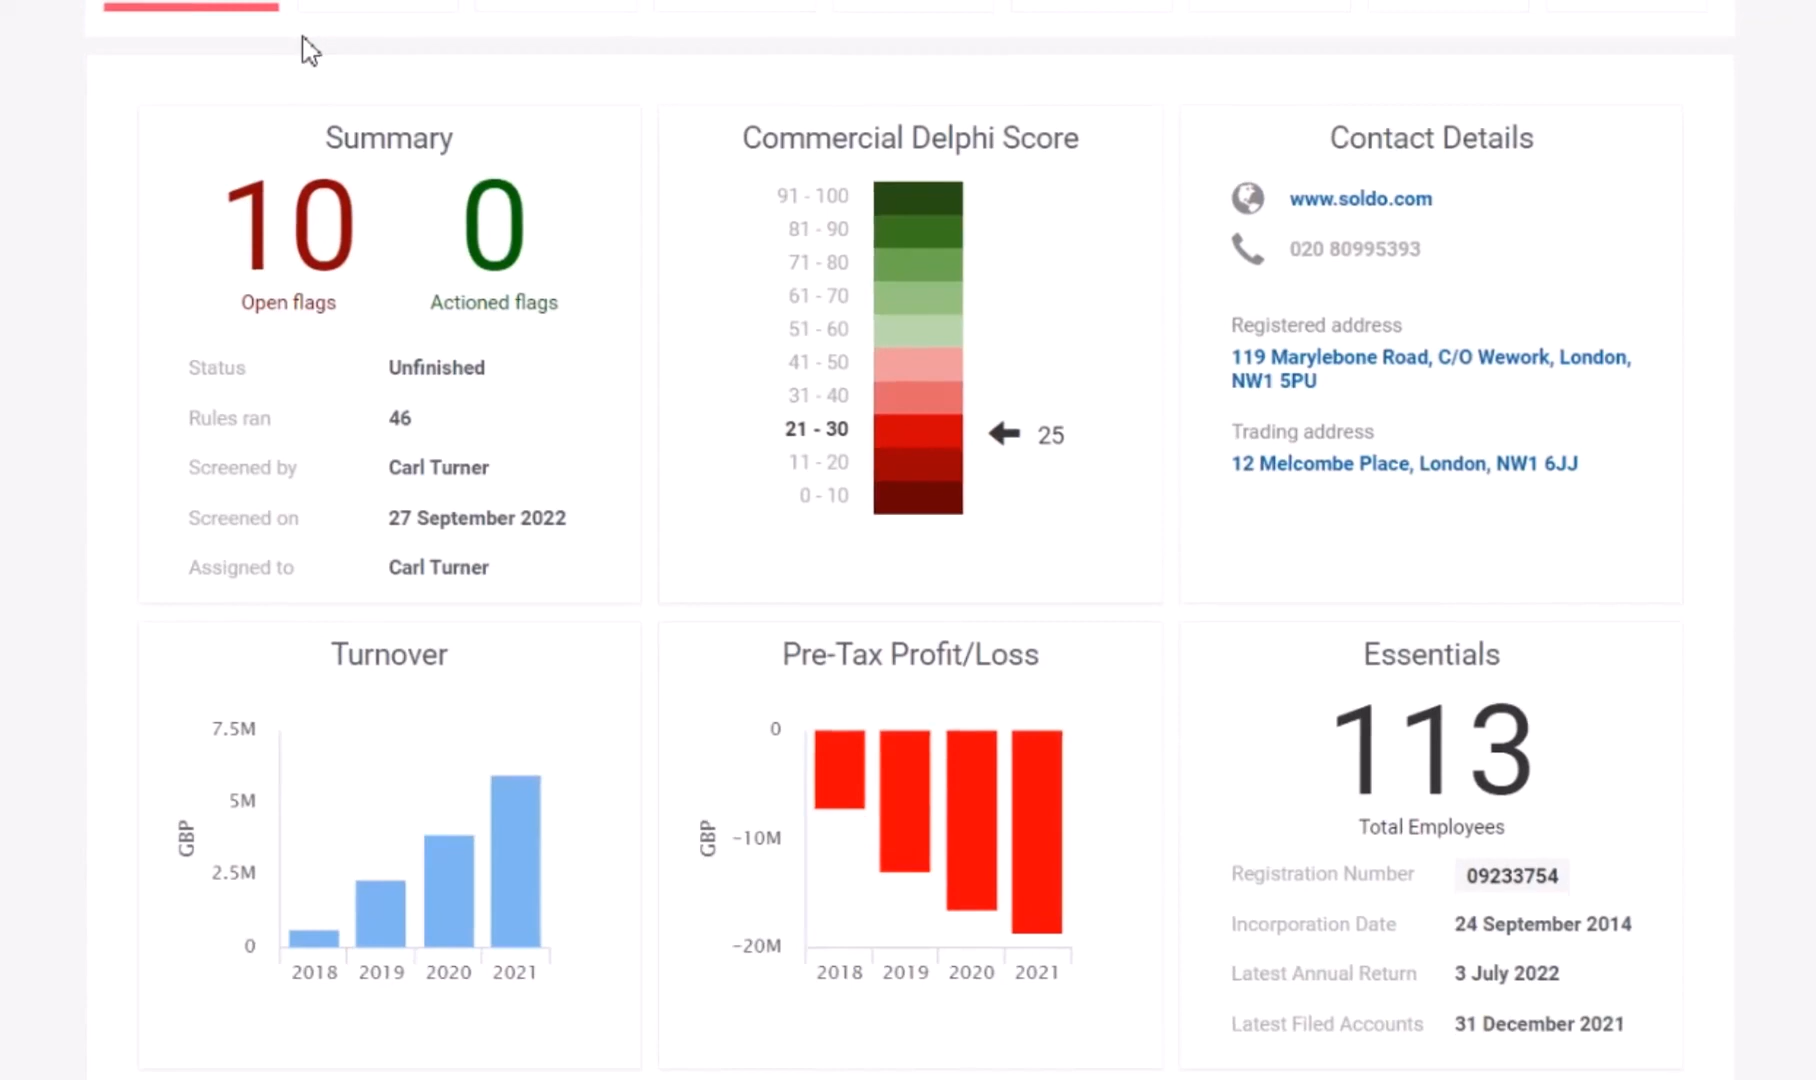 Summary
10
0
Open flags
Actioned flags
Status Unfinished
Rules ran 46
Screened by Carl Turner
Screened on 27 September 2022
Assigned to Carl Turner
Commercial Delphi Score
91 - 100
81 - 90
71 - 80
61 - 70
51 - 60
41 - 50
31 - 40
21 - 30
25
11 - 20
0 - 10
Contact Details
www.soldo.com
020 80995393
Registered address
119 Marylebone Road, C/O Wework, London,
NW1 5PU
Trading address
12 Melcombe Place, London, NW1 6JJ
Turnover
7.5M
5M
2.5M
0
GBP
2018 2019 2020 2021
Pre-Tax Profit/Loss
0
-10M
-20M
GBP
2018 2019 2020 2021
Essentials
113
Total Employees
Registration Number 09233754
Incorporation Date 24 September 2014
Latest Annual Return 3 July 2022
Latest Filed Accounts 31 December 2021